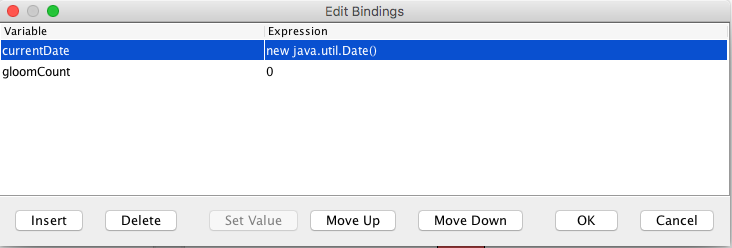 Edit Bindings
Variable Expression
currentDate new java.util.Date()
gloomCount 0
Insert Delete Set Value Move Up Move Down OK Cancel